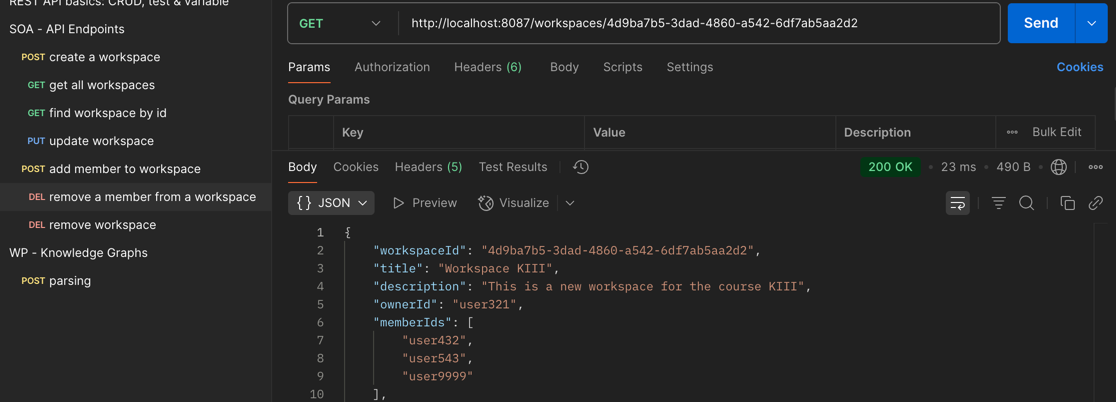 REST API basics: CRUD, test & variable
SOA - API Endpoints
POST create a workspace
GET get all workspaces
GET find workspace by id
PUT update workspace
POST add member to workspace
DEL remove a member from a workspace
DEL remove workspace
WP - Knowledge Graphs
POST parsing
GET http://localhost:8087/workspaces/4d9ba7b5-3dad-4860-a542-6df7ab5aa2d2 Send
Params Authorization Headers (6) Body Scripts Settings Cookies
Query Params
Key Value Description Bulk Edit
Body Cookies Headers (5) Test Results 200 OK • 23 ms • 490 B •
{} JSON Preview Visualize
1 {
2 "workspaceId": "4d9ba7b5-3dad-4860-a542-6df7ab5aa2d2",
3 "title": "Workspace KIII",
4 "description": "This is a new workspace for the course KIII",
5 "ownerId": "user321",
6 "memberIds": [
7 "user432",
8 "user543",
9 "user9999"
10 ],